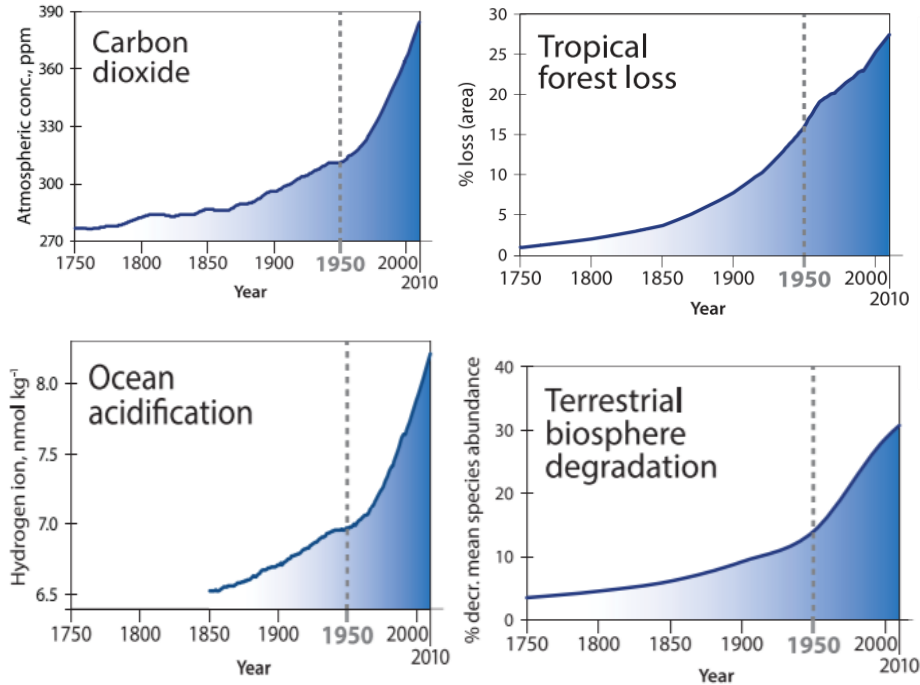 Carbon
dioxide
Atmospheric conc., ppm
390
360
330
300
270
1750 1800 1850 1900 1950 2000
2010
Year
Tropical
forest loss
% loss (area)
30
25
20
15
10
5
0
1750 1800 1850 1900 1950 2000
2010
Year
Ocean
acidification
Hydrogen ion, nmol kg⁻¹
8.0
7.5
7.0
6.5
1750 1800 1850 1900 1950 2000
2010
Year
Terrestrial
biosphere
degradation
% decr. mean species abundance
40
30
20
10
0
1750 1800 1850 1900 1950 2000
2010
Year